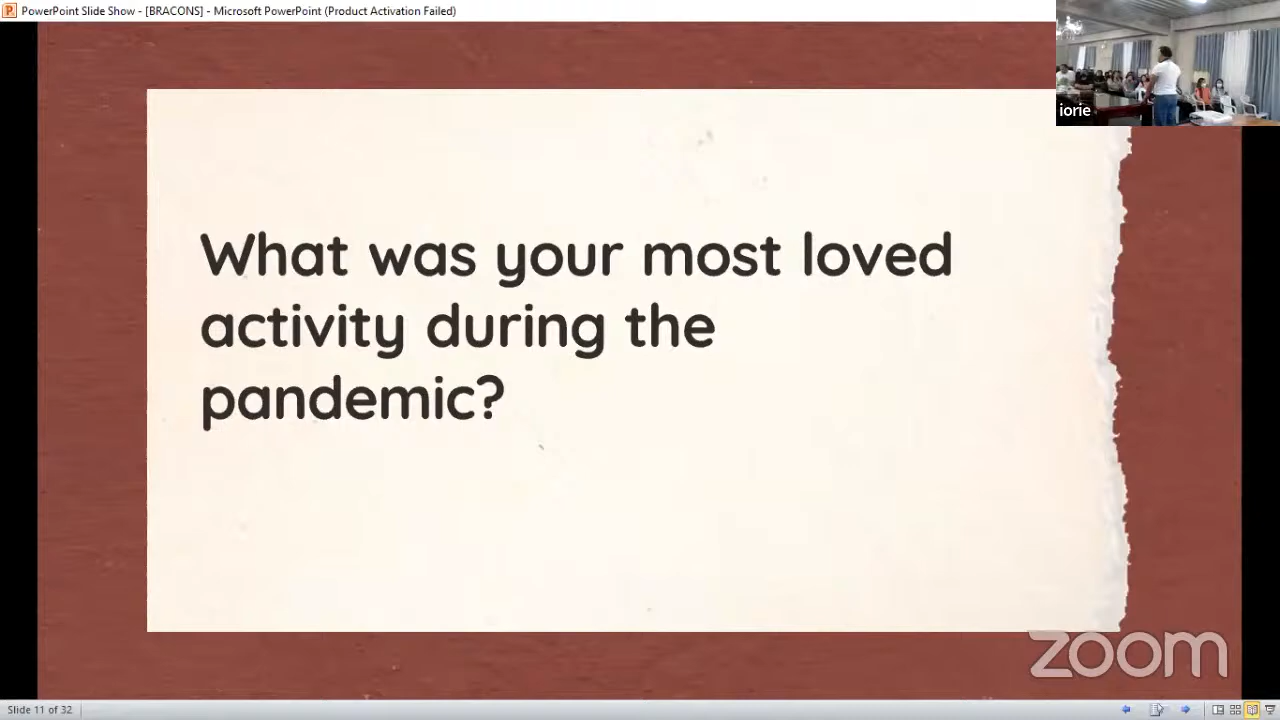 PowerPoint Slide Show - [BRACONS] - Microsoft PowerPoint (Product Activation Failed)
iorie
What was your most loved
activity during the
pandemic?
zoom
Slide 11 of 32